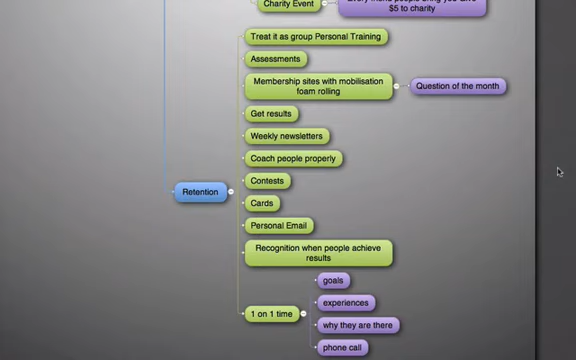 Charity Event
$5 to charity
Treat it as group Personal Training
Assessments
Membership sites with mobilisation
foam rolling
Question of the month
Get results
Weekly newsletters
Coach people properly
Contests
Retention
Cards
Personal Email
Recognition when people achieve
results
goals
experiences
1 on 1 time
why they are there
phone call